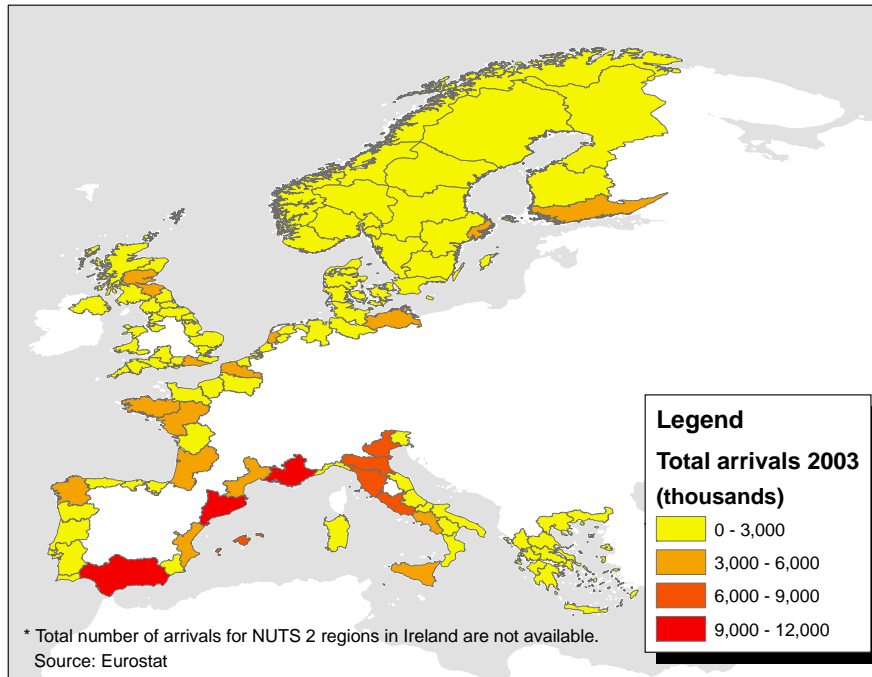 Legend
Total arrivals 2003
(thousands)
0 - 3,000
3,000 - 6,000
6,000 - 9,000
9,000 - 12,000
* Total number of arrivals for NUTS 2 regions in Ireland are not available.
Source: Eurostat